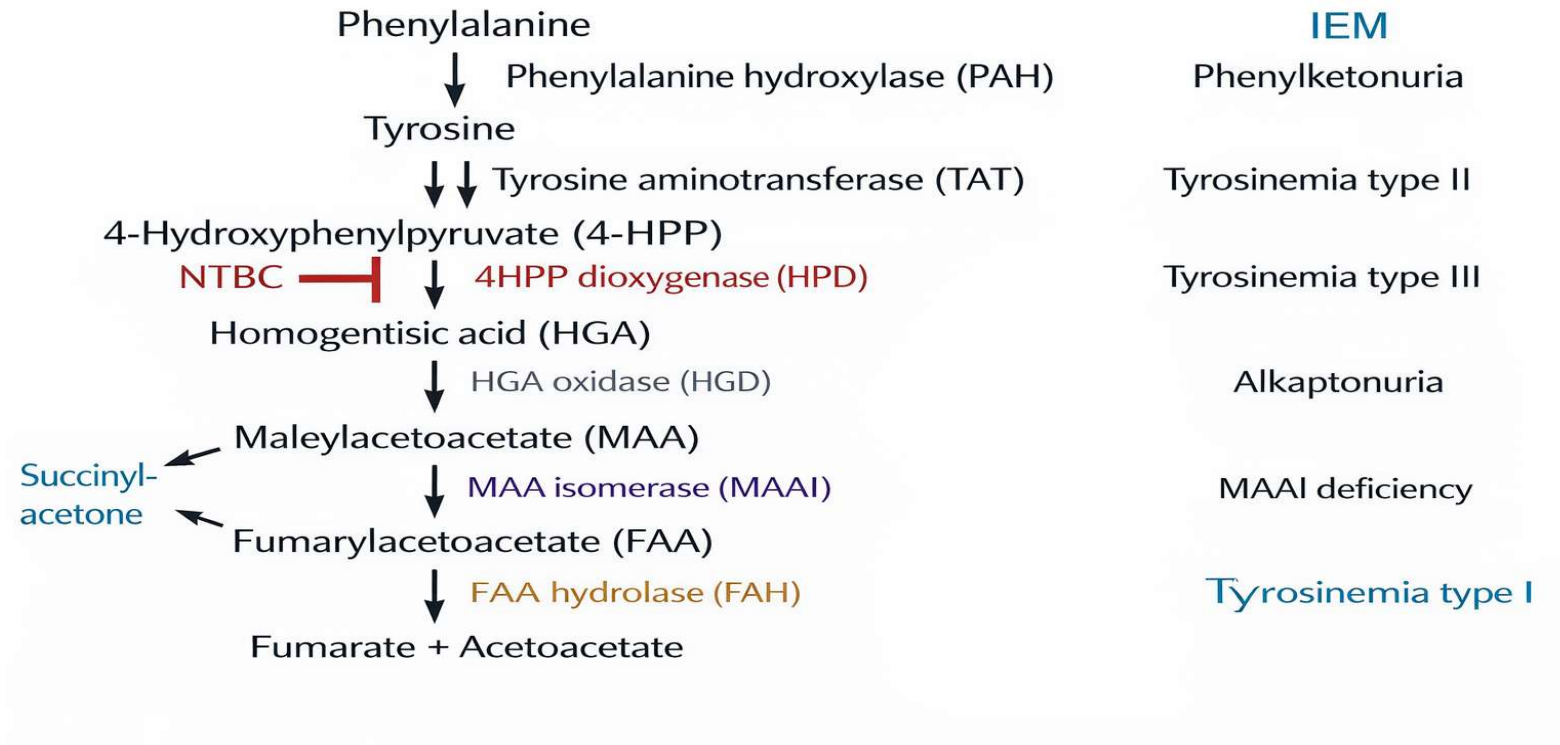 Phenylalanine
IEM
Phenylalanine hydroxylase (PAH)
Phenylketonuria
Tyrosine
Tyrosine aminotransferase (TAT)
Tyrosinemia type II
4-Hydroxyphenylpyruvate (4-HPP)
NTBC
4HPP dioxygenase (HPD)
Tyrosinemia type III
Homogentisic acid (HGA)
HGA oxidase (HGD)
Alkaptonuria
Maleylacetoacetate (MAA)
Succinyl-
acetone
MAA isomerase (MAAI)
MAAI deficiency
Fumarylacetoacetate (FAA)
FAA hydrolase (FAH)
Tyrosinemia type I
Fumarate + Acetoacetate